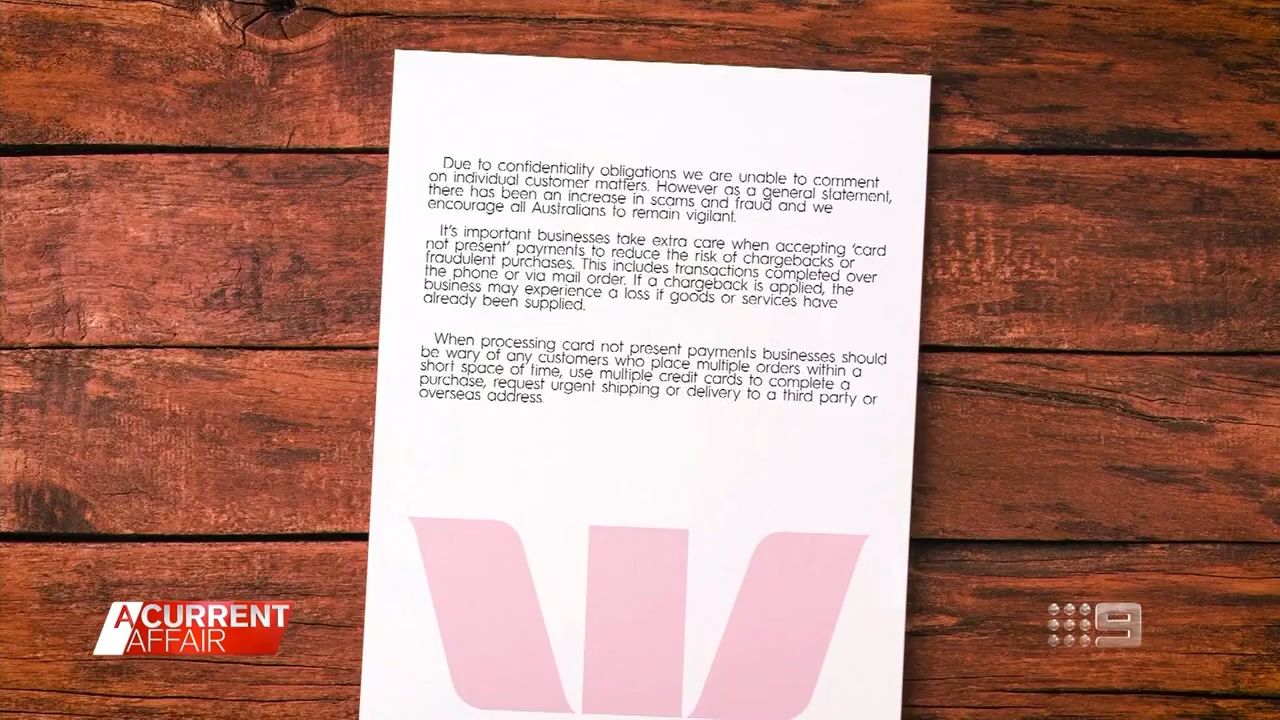 Due to confidentiality obligations we are unable to comment
on individual customer matters. However as a general statement,
there has been an increase in scams and fraud and we
encourage all Australians to remain vigilant.
It's important businesses take extra care when accepting 'card
not present' payments to reduce the risk of chargebacks or
fraudulent purchases. This includes transactions completed over
the phone or via mail order. If a chargeback is applied, the
business may experience a loss if goods or services have
already been supplied.
When processing card not present payments businesses should
be wary of any customers who place multiple orders within a
short space of time, use multiple credit cards to complete a
purchase, request urgent shipping or delivery to a third party or
overseas address.
A CURRENT
AFFAIR
9